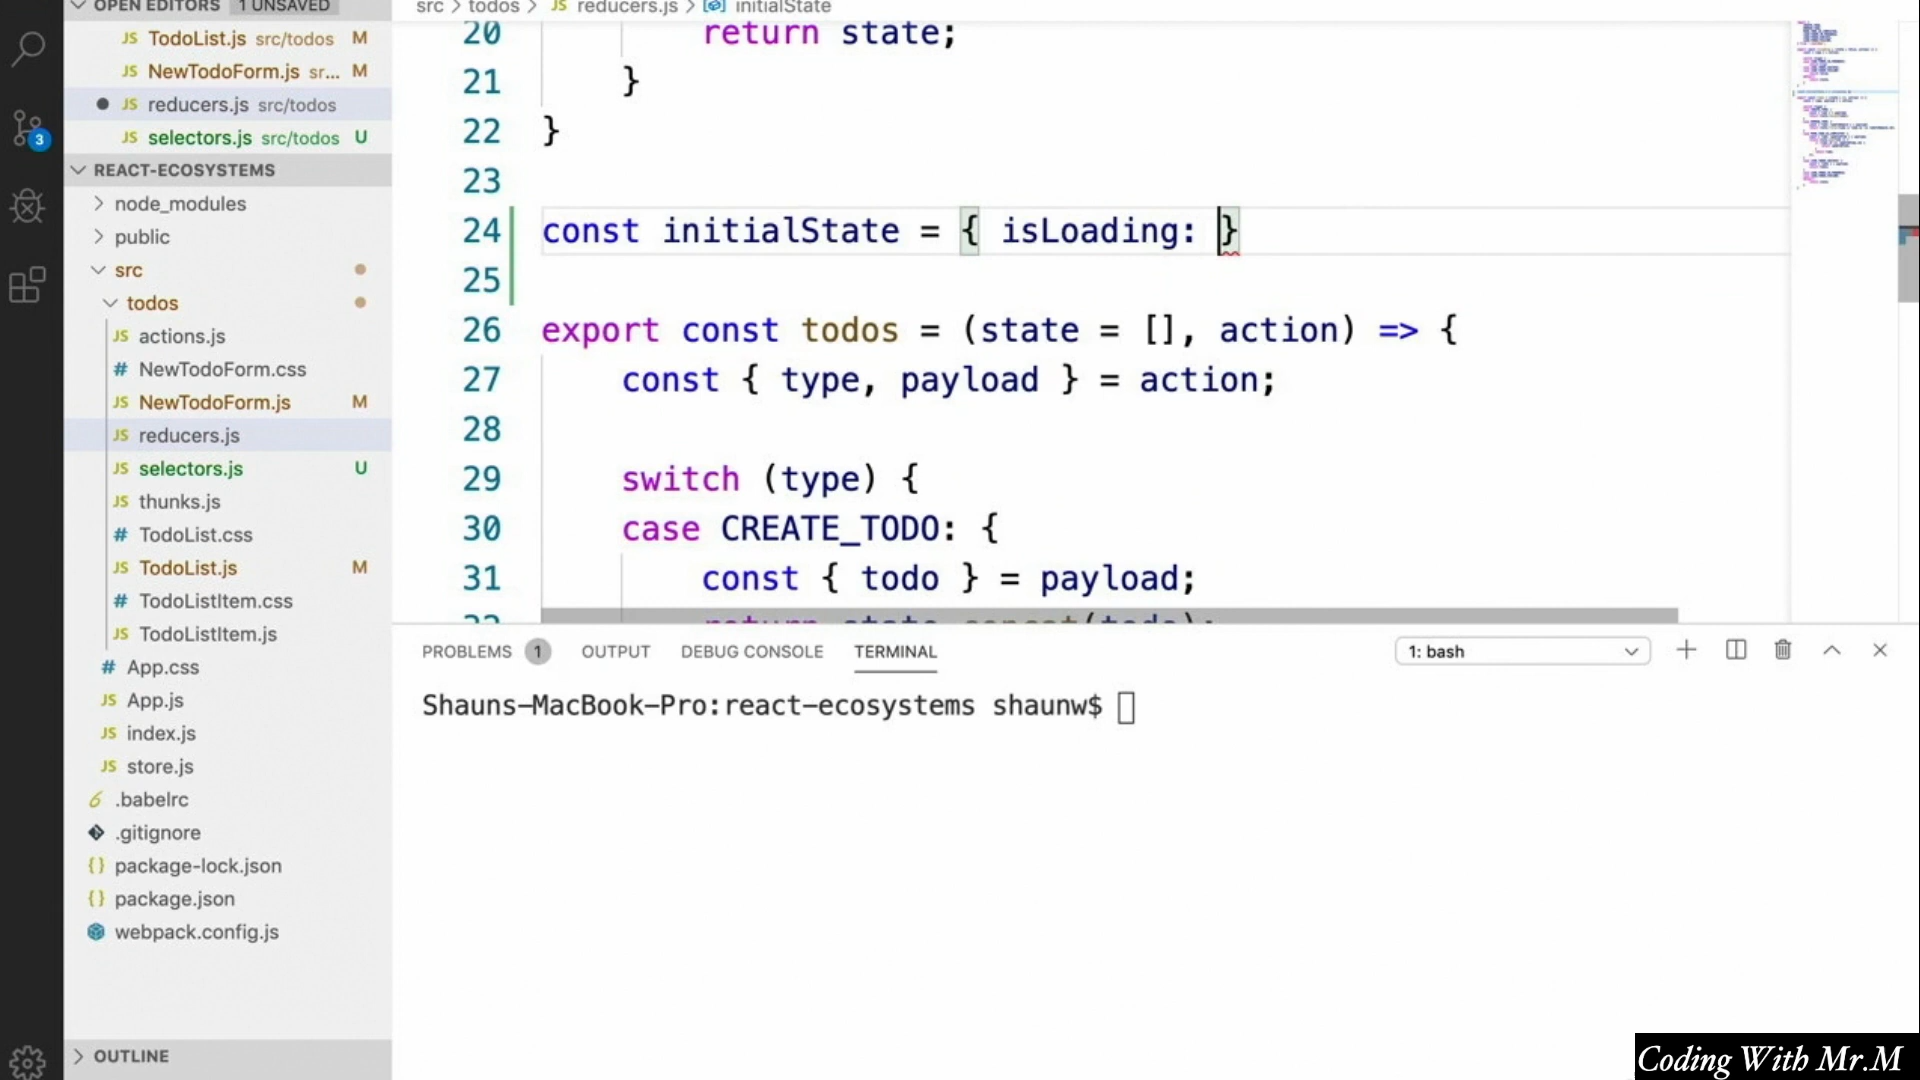 OPEN EDITORS 1 UNSAVED
JS TodoList.js src/todos M
JS NewTodoForm.js sr... M
JS reducers.js src/todos
JS selectors.js src/todos U
REACT-ECOSYSTEMS
node_modules
public
src
todos
JS actions.js
# NewTodoForm.css
JS NewTodoForm.js M
JS reducers.js
JS selectors.js U
JS thunks.js
# TodoList.css
JS TodoList.js M
# TodoListItem.css
JS TodoListItem.js
# App.css
JS App.js
JS index.js
JS store.js
.babelrc
.gitignore
{} package-lock.json
{} package.json
webpack.config.js
OUTLINE
3
src > todos > JS reducers.js > initialState
20 return state;
21 }
22 }
23
24 const initialState = { isLoading: }
25
26 export const todos = (state = [], action) => {
27 const { type, payload } = action;
28
29 switch (type) {
30 case CREATE_TODO: {
31 const { todo } = payload;
32 return state.concat(todo);
PROBLEMS 1 OUTPUT DEBUG CONSOLE TERMINAL 1: bash
Shauns-MacBook-Pro:react-ecosystems shaunw$
Coding With Mr.M